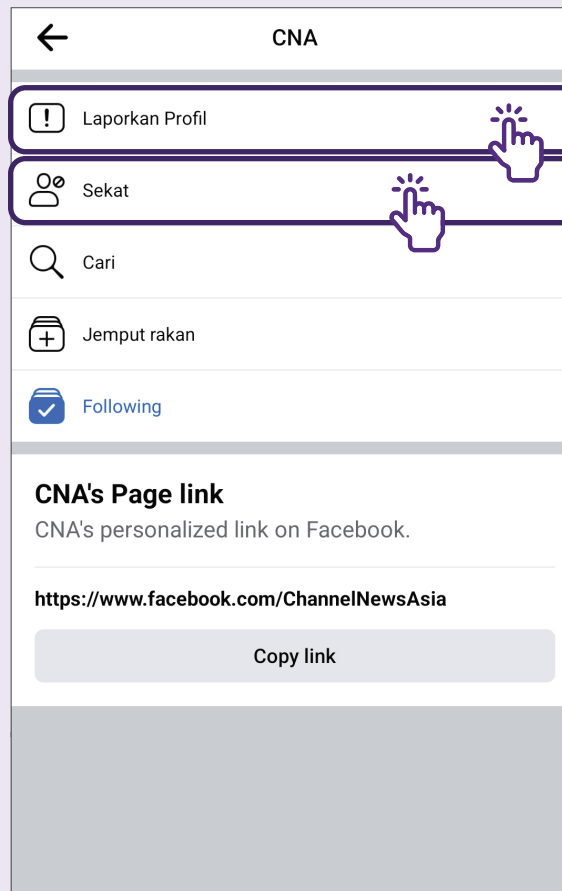 CNA
Laporkan Profil
Sekat
Cari
Jemput rakan
Following
CNA's Page link
CNA's personalized link on Facebook.
https://www.facebook.com/ChannelNewsAsia
Copy link